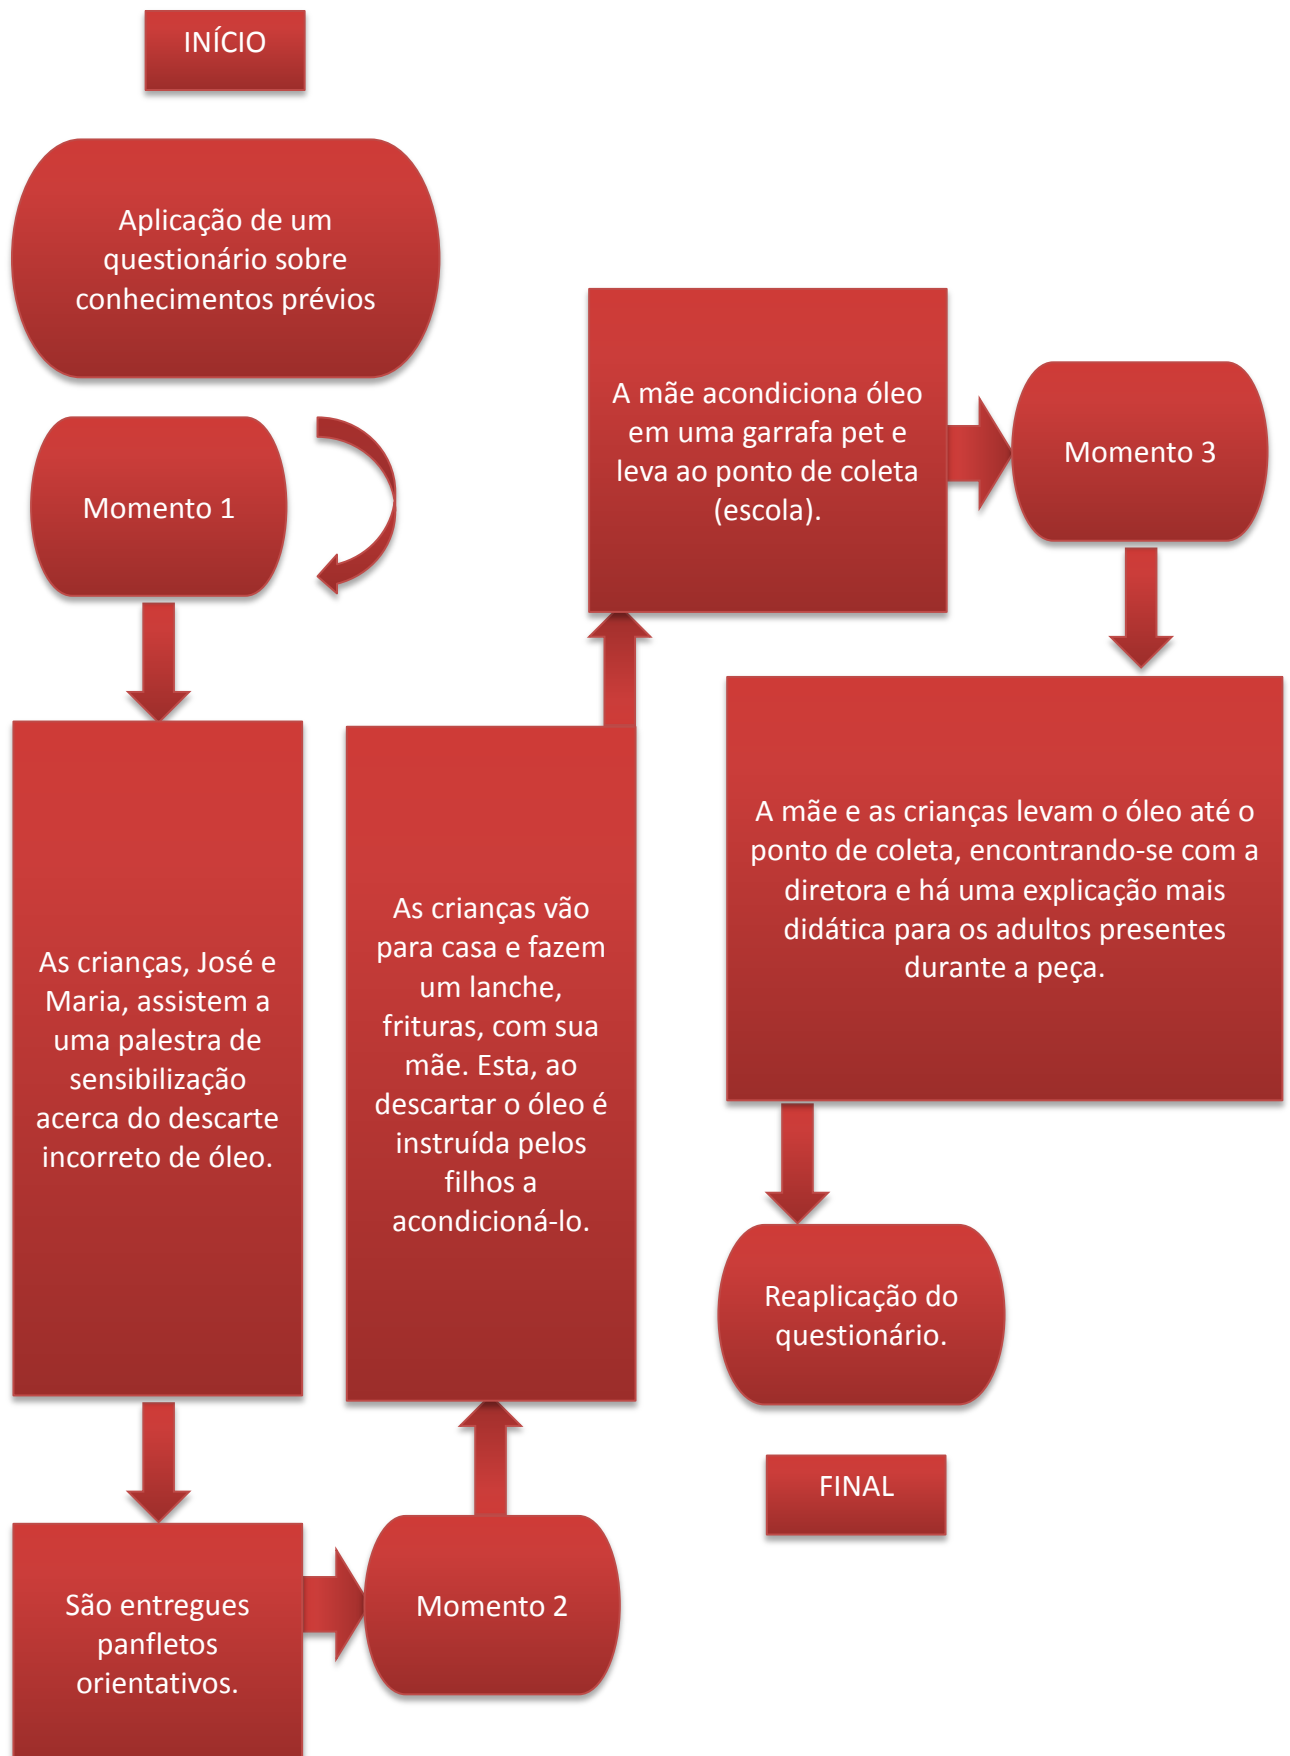 INÍCIO
Aplicação de um
questionário sobre
conhecimentos prévios
Momento 1
As crianças, José e
Maria, assistem a
uma palestra de
sensibilização
acerca do descarte
incorreto de óleo.
São entregues
panfletos
orientativos.
Momento 2
As crianças vão
para casa e fazem
um lanche,
frituras, com sua
mãe. Esta, ao
descartar o óleo é
instruída pelos
filhos a
acondicioná-lo.
A mãe acondiciona óleo
em uma garrafa pet e
leva ao ponto de coleta
(escola).
Momento 3
A mãe e as crianças levam o óleo até o
ponto de coleta, encontrando-se com a
diretora e há uma explicação mais
didática para os adultos presentes
durante a peça.
Reaplicação do
questionário.
FINAL